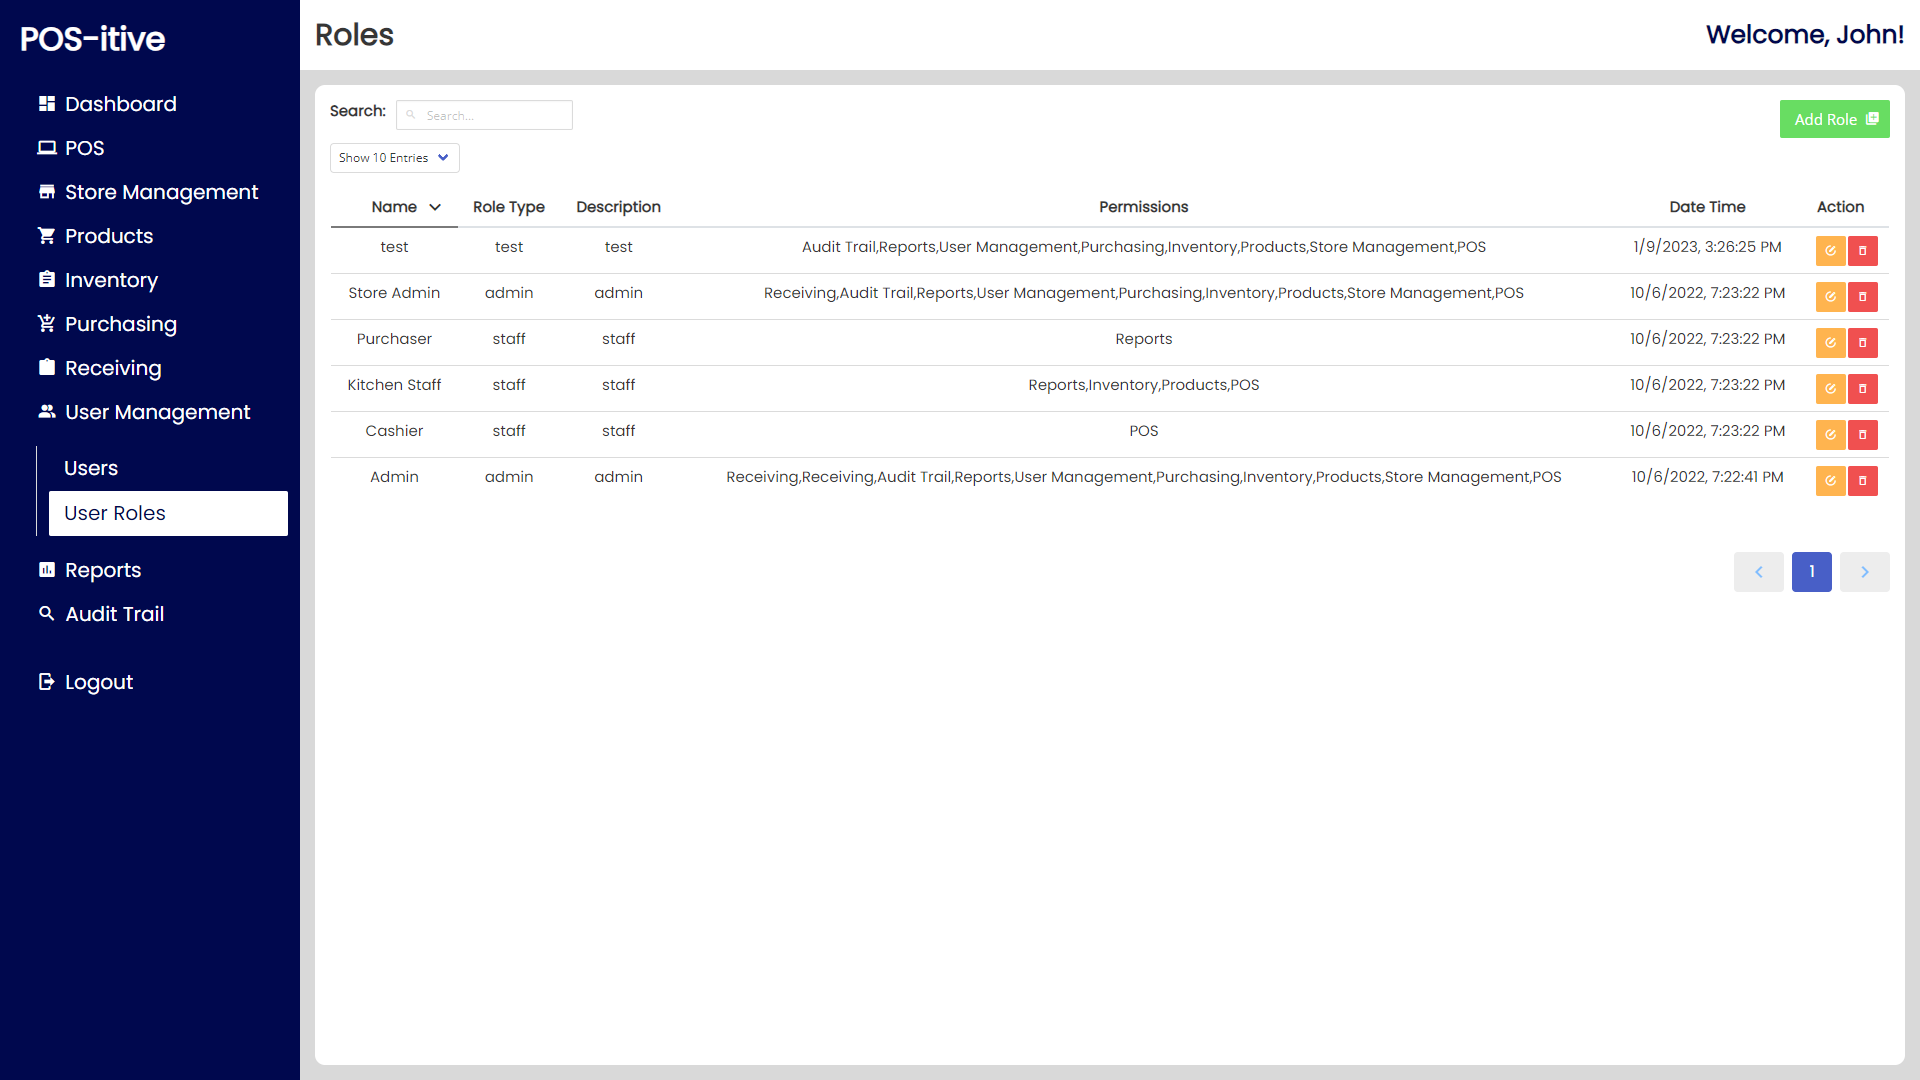 POS-itive
Roles
Welcome, John!
Dashboard
POS
Store Management
Products
Inventory
Purchasing
Receiving
User Management
Users
User Roles
Reports
Audit Trail
Logout
Search: Search...
Add Role
Show 10 Entries
Name Role Type Description Permissions Date Time Action
test test test Audit Trail,Reports,User Management,Purchasing,Inventory,Products,Store Management,POS 1/9/2023, 3:26:25 PM
Store Admin admin admin Receiving,Audit Trail,Reports,User Management,Purchasing,Inventory,Products,Store Management,POS 10/6/2022, 7:23:22 PM
Purchaser staff staff Reports 10/6/2022, 7:23:22 PM
Kitchen Staff staff staff Reports,Inventory,Products,POS 10/6/2022, 7:23:22 PM
Cashier staff staff POS 10/6/2022, 7:23:22 PM
Admin admin admin Receiving,Receiving,Audit Trail,Reports,User Management,Purchasing,Inventory,Products,Store Management,POS 10/6/2022, 7:22:41 PM
1